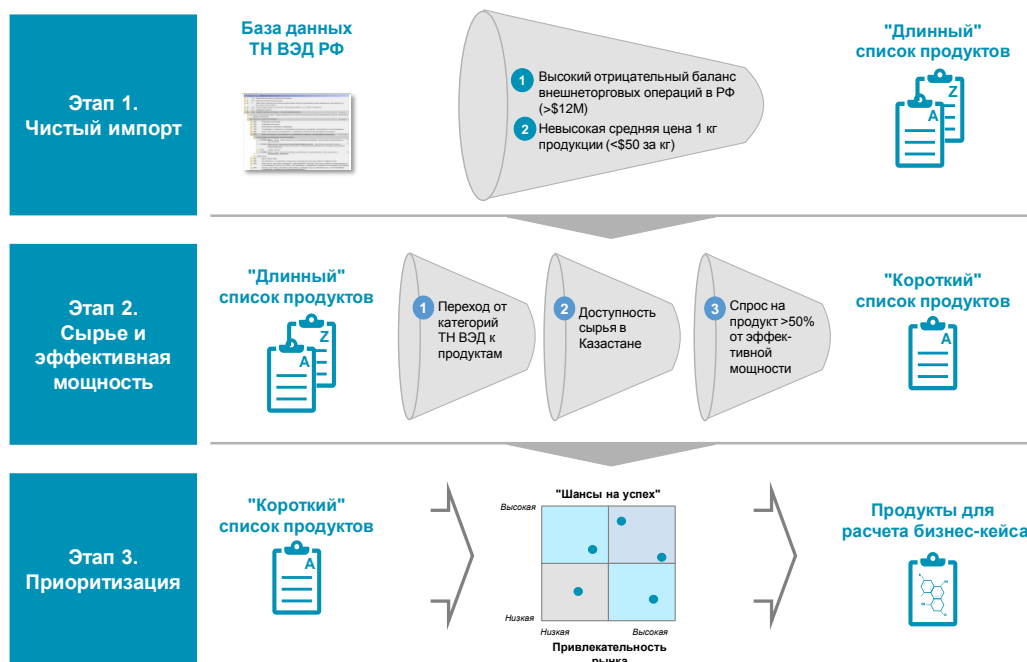 Этап 1.
Чистый импорт
База данных
ТН ВЭД РФ
1 Высокий отрицательный баланс
внешнеторговых операций в РФ
(>$12M)
2 Невысокая средняя цена 1 кг
продукции (<$50 за кг)
"Длинный"
список продуктов
Z
A
Этап 2.
Сырье и
эффективная
мощность
"Длинный"
список продуктов
Z
A
1 Переход от
категорий
ТН ВЭД к
продуктам
2 Доступность
сырья в
Казастане
3 Спрос на
продукт >50%
от эффек-
тивной
мощности
"Короткий"
список продуктов
A
Этап 3.
Приоритизация
"Короткий"
список продуктов
A
"Шансы на успех"
Высокая
Низкая
Низкая
Высокая
Привлекательность
рынка
Продукты для
расчета бизнес-кейса